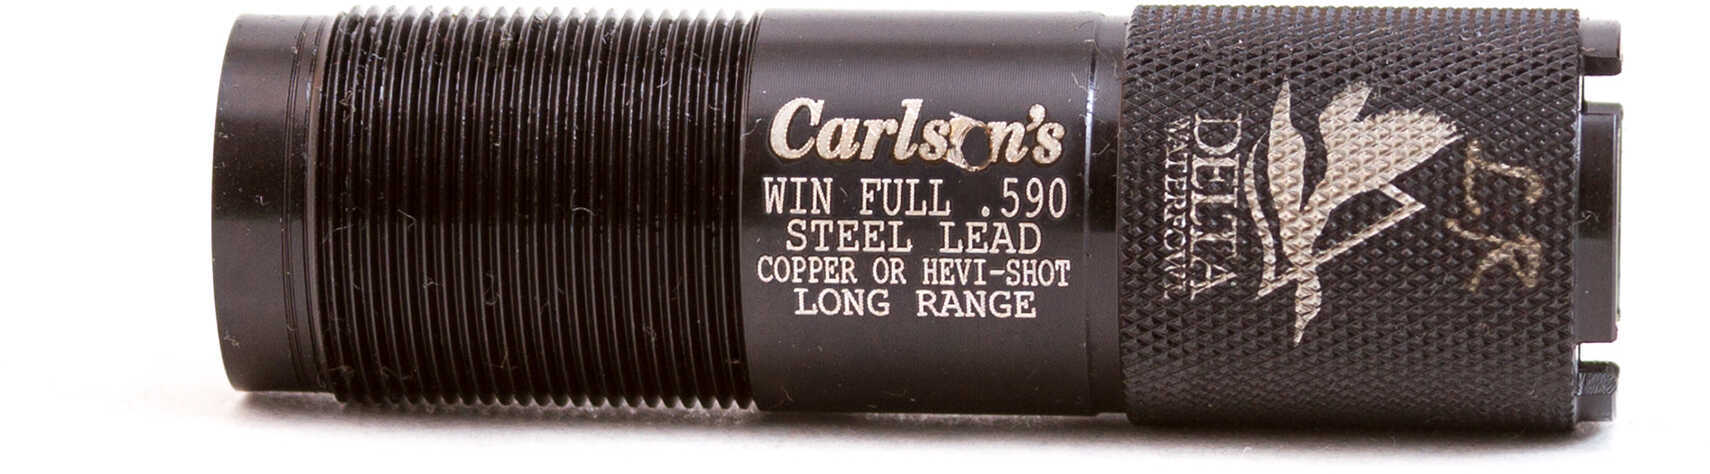 Carlson's
WIN FULL .590
STEEL LEAD
COPPER OR HEVI-SHOT
LONG RANGE
DELTA
WATERFOWL
LR